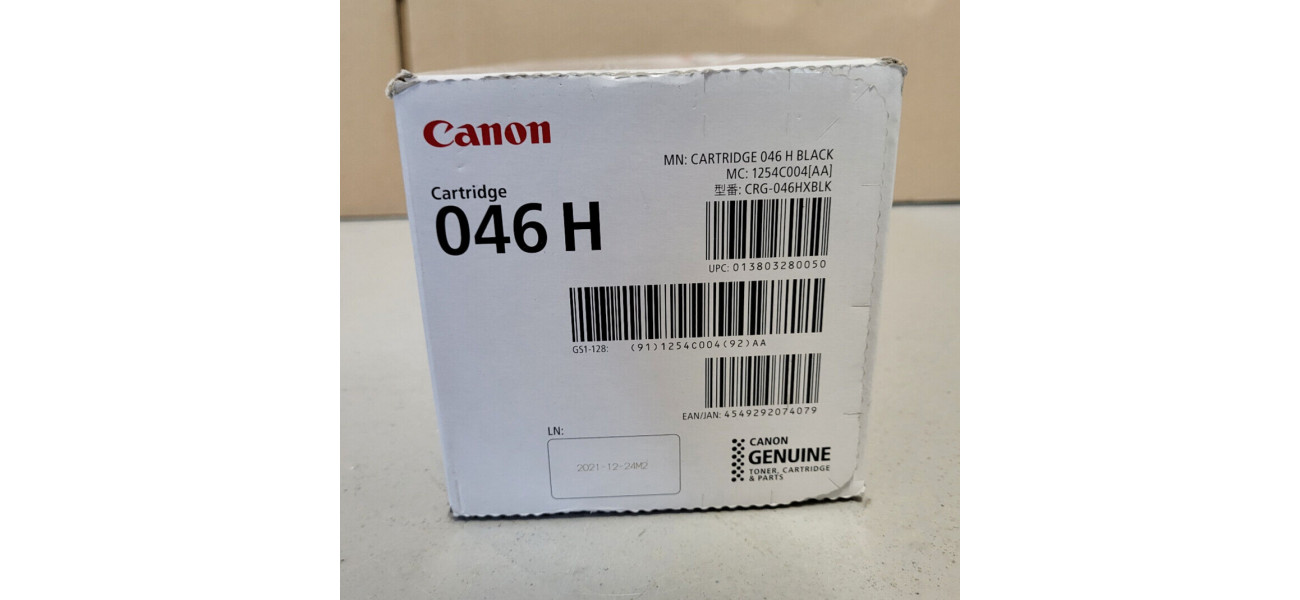 Canon
Cartridge
046 H
MN: CARTRIDGE 046 H BLACK
MC: 1254C004[AA]
型番: CRG-046HXBLK
UPC: 013803280050
GS1-128: (91)1254C004(92)AA
EAN/JAN: 4549292074079
LN:
2021-12-24M2
CANON
GENUINE
TONER, CARTRIDGE
& PARTS